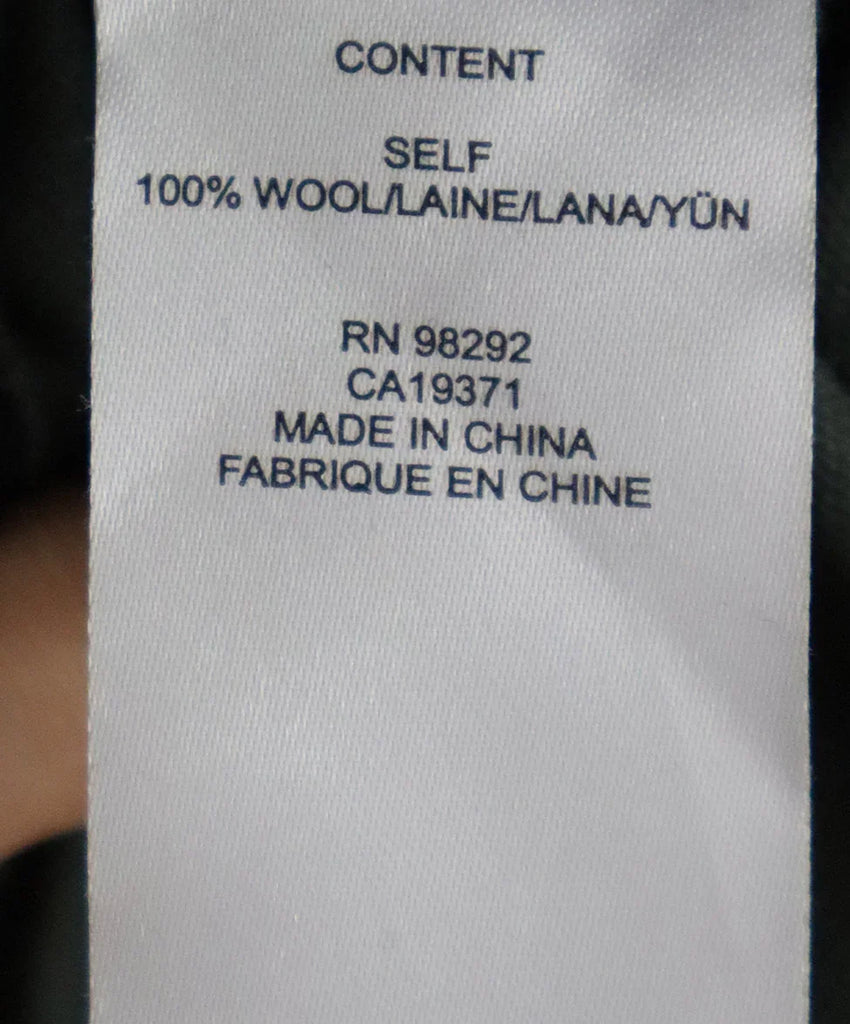 CONTENT
SELF
100% WOOL/LAINE/LANA/YÜN
RN 98292
CA19371
MADE IN CHINA
FABRIQUE EN CHINE